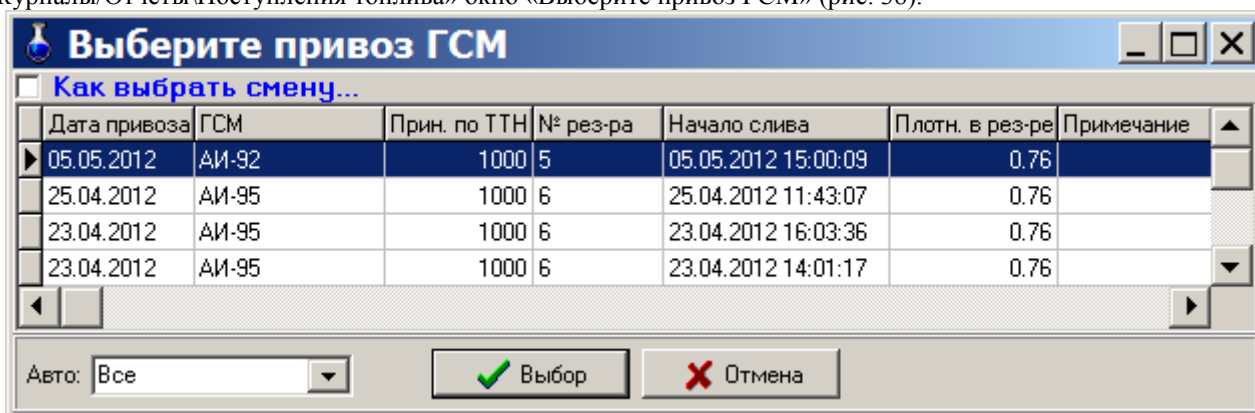 Журналы/Отчеты\Поступления топлива» окно «Выберите привоз ГСМ» (рис. 38).
Выберите привоз ГСМ
Как выбрать смену...
Дата привоза ГСМ Прин. по ТТН № рез-ра Начало слива Плотн. в рез-ре Примечание
05.05.2012 АИ-92 1000 5 05.05.2012 15:00:09 0.76
25.04.2012 АИ-95 1000 6 25.04.2012 11:43:07 0.76
23.04.2012 АИ-95 1000 6 23.04.2012 16:03:36 0.76
23.04.2012 АИ-95 1000 6 23.04.2012 14:01:17 0.76
Авто: Все Выбор Отмена